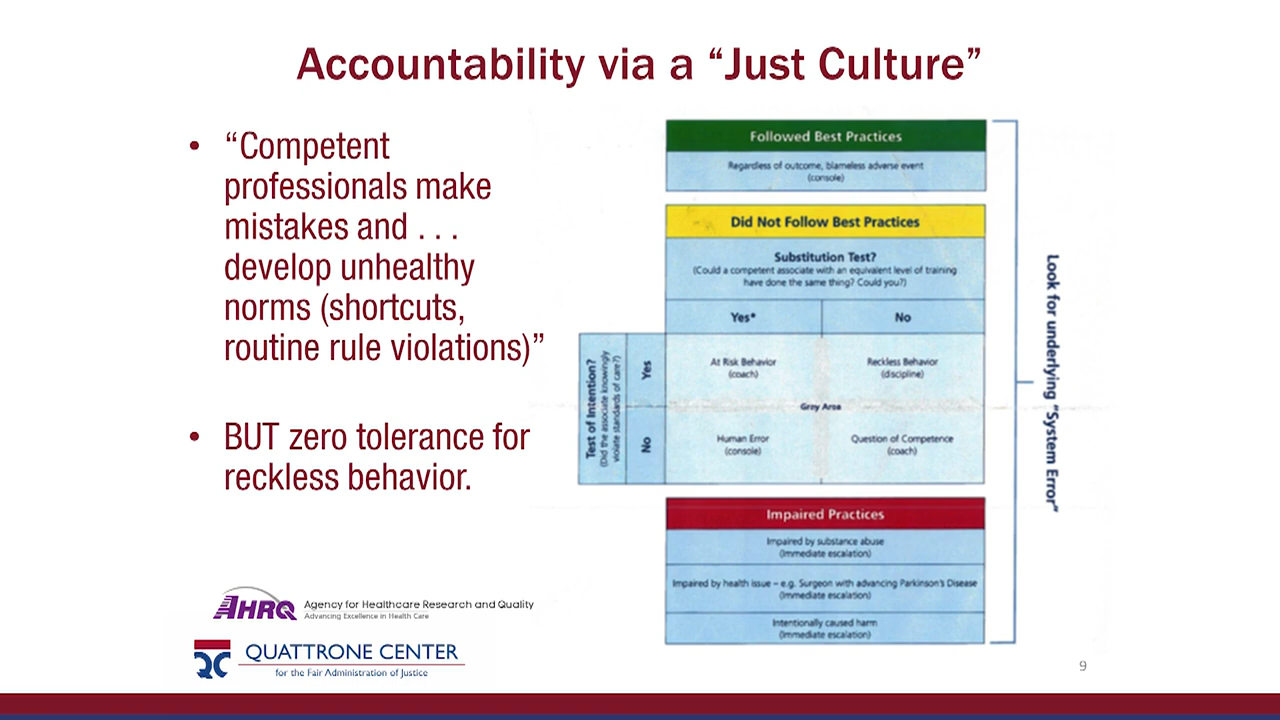 Accountability via a “Just Culture”
• “Competent
professionals make
mistakes and . . .
develop unhealthy
norms (shortcuts,
routine rule violations)”
• BUT zero tolerance for
reckless behavior.
Followed Best Practices
Regardless of outcome, blameless adverse event
(console)
Did Not Follow Best Practices
Substitution Test?
(Could a competent associate with an equivalent level of training
have done the same thing? Could you?)
Yes*
No
Test of Intention?
(Did the associate knowingly
violate standards of care?)
Yes
No
At Risk Behavior
(coach)
Reckless Behavior
(discipline)
Grey Area
Human Error
(console)
Question of Competence
(coach)
Impaired Practices
Impaired by substance abuse
(Immediate escalation)
Impaired by health issue – e.g. Surgeon with advancing Parkinson's Disease
(Immediate escalation)
Intentionally caused harm
(Immediate escalation)
Look for underlying “System Error”
AHRQ
Agency for Healthcare Research and Quality
Advancing Excellence in Health Care
QC
QUATTRONE CENTER
for the Fair Administration of Justice
9